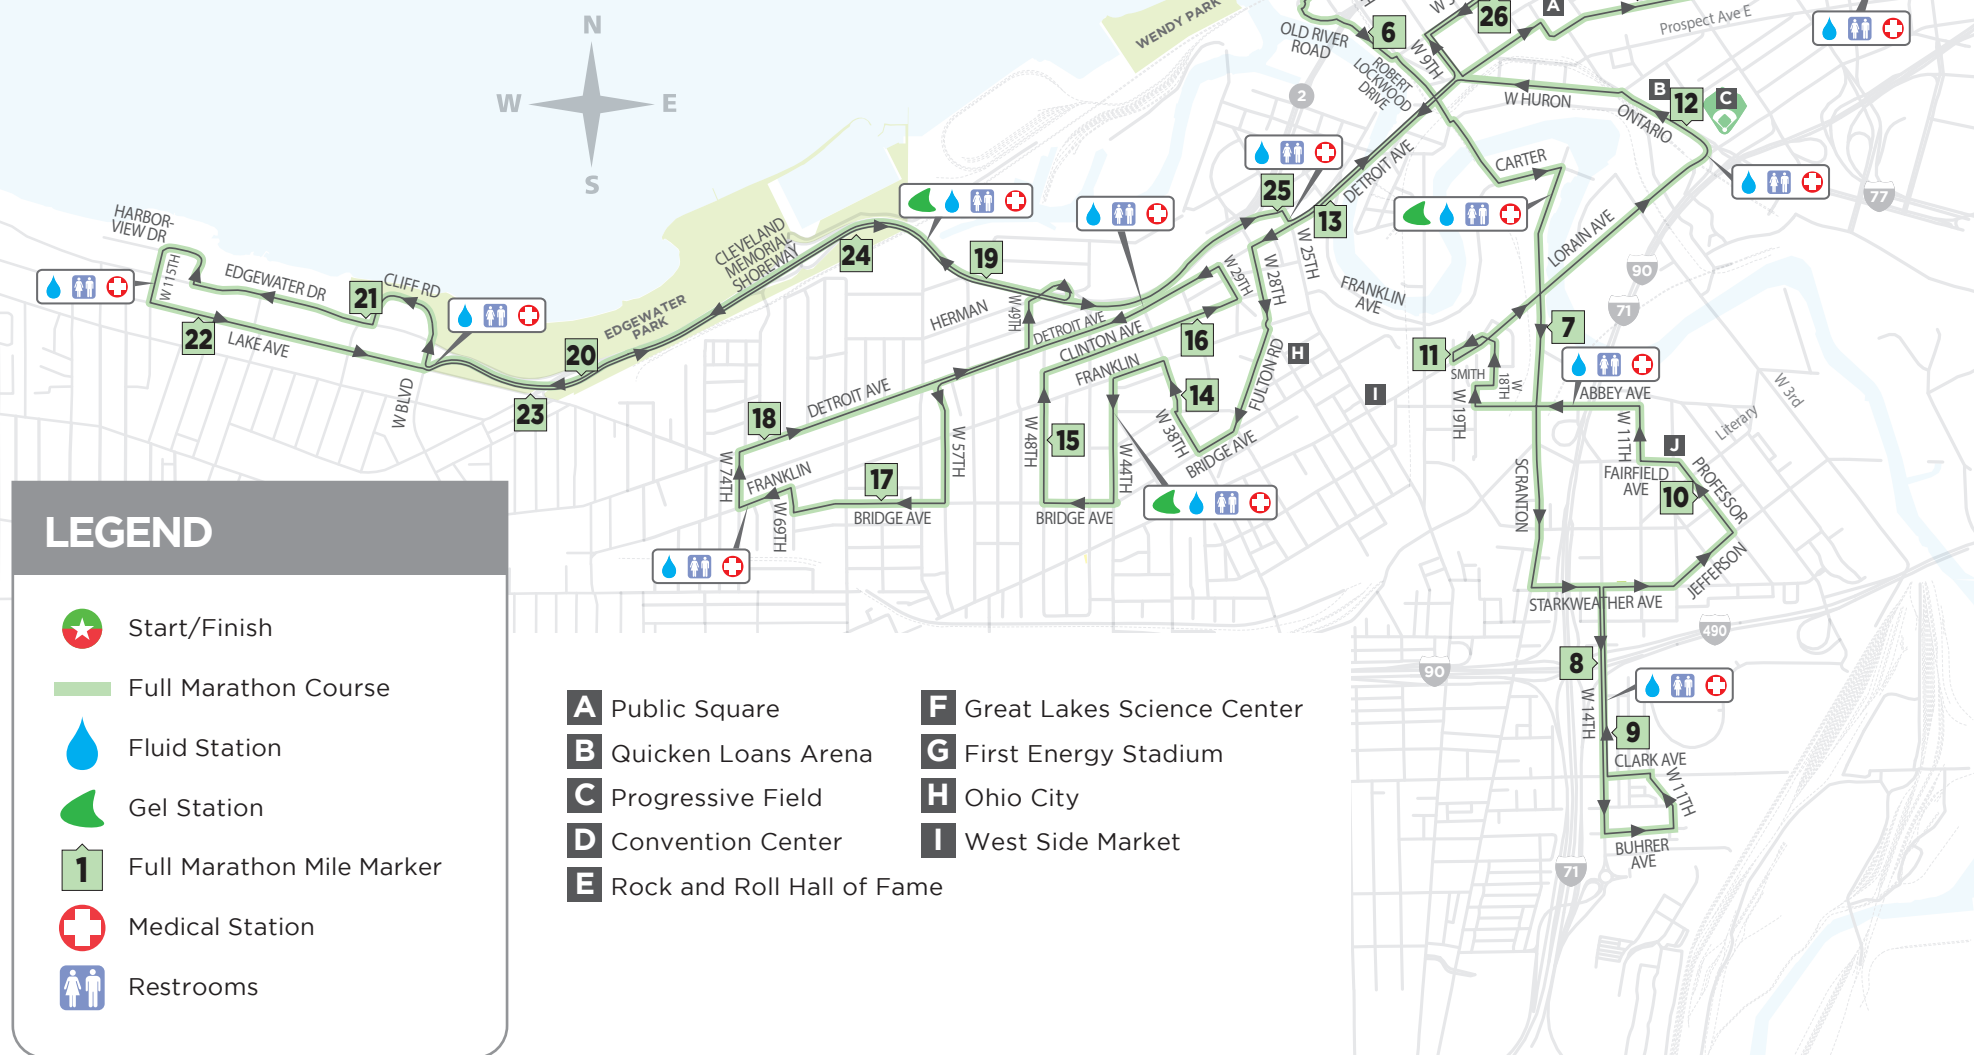 WENDY PARK
OLD RIVER
ROAD
6
26
A
Prospect Ave E
W 9TH
ROBERT
LOCKWOOD
DRIVE
N
W
E
S
2
W HURON
B
12
C
ONTARIO
CARTER
DETROIT AVE
25
13
77
HARBOR-
VIEW DR
W 115TH
EDGEWATER DR
21
CLIFF RD
22
LAKE AVE
W BLVD
20
23
EDGEWATER
PARK
CLEVELAND
MEMORIAL
SHOREWAY
24
19
HERMAN
W 49TH
DETROIT AVE
CLINTON AVE
FRANKLIN
16
W 29TH
W 28TH
W 25TH
FRANKLIN
AVE
LORAIN AVE
90
71
7
11
SMITH
W
18TH
W 19TH
ABBEY AVE
W 3rd
Literary
H
I
FULTON RD
14
W 38TH
BRIDGE AVE
15
W 48TH
W 44TH
BRIDGE AVE
18
DETROIT AVE
W 74TH
FRANKLIN
W 69TH
17
BRIDGE AVE
W 57TH
SCRANTON
W 11TH
J
FAIRFIELD
AVE
10
PROFESSOR
JEFFERSON
STARKWEATHER AVE
490
90
8
W 14TH
9
CLARK AVE
W 11TH
BUHRER
AVE
71
LEGEND
Start/Finish
Full Marathon Course
Fluid Station
Gel Station
1 Full Marathon Mile Marker
Medical Station
Restrooms
A Public Square
B Quicken Loans Arena
C Progressive Field
D Convention Center
E Rock and Roll Hall of Fame
F Great Lakes Science Center
G First Energy Stadium
H Ohio City
I West Side Market